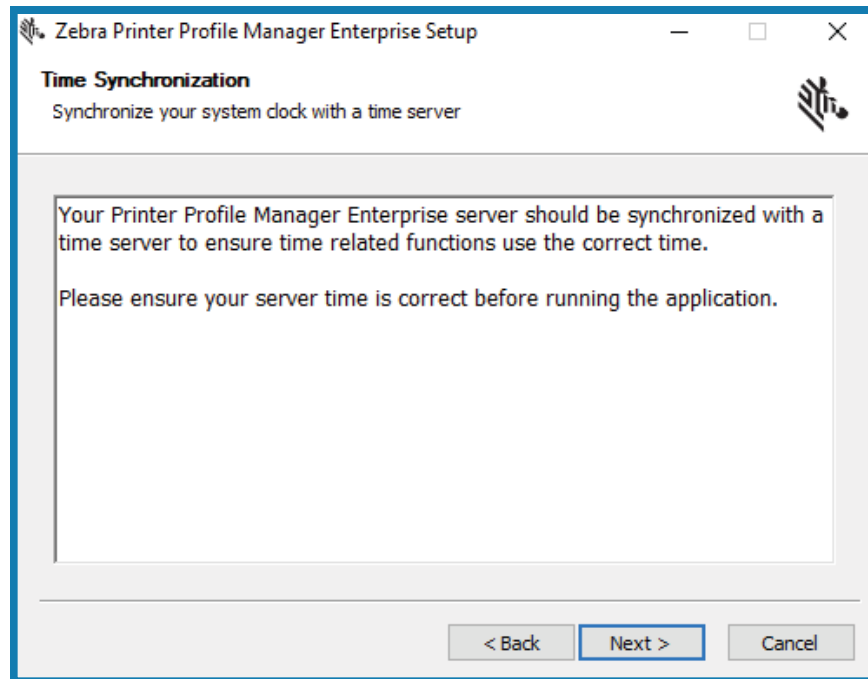 Zebra Printer Profile Manager Enterprise Setup
Time Synchronization
Synchronize your system clock with a time server
Your Printer Profile Manager Enterprise server should be synchronized with a
time server to ensure time related functions use the correct time.
Please ensure your server time is correct before running the application.
< Back Next > Cancel